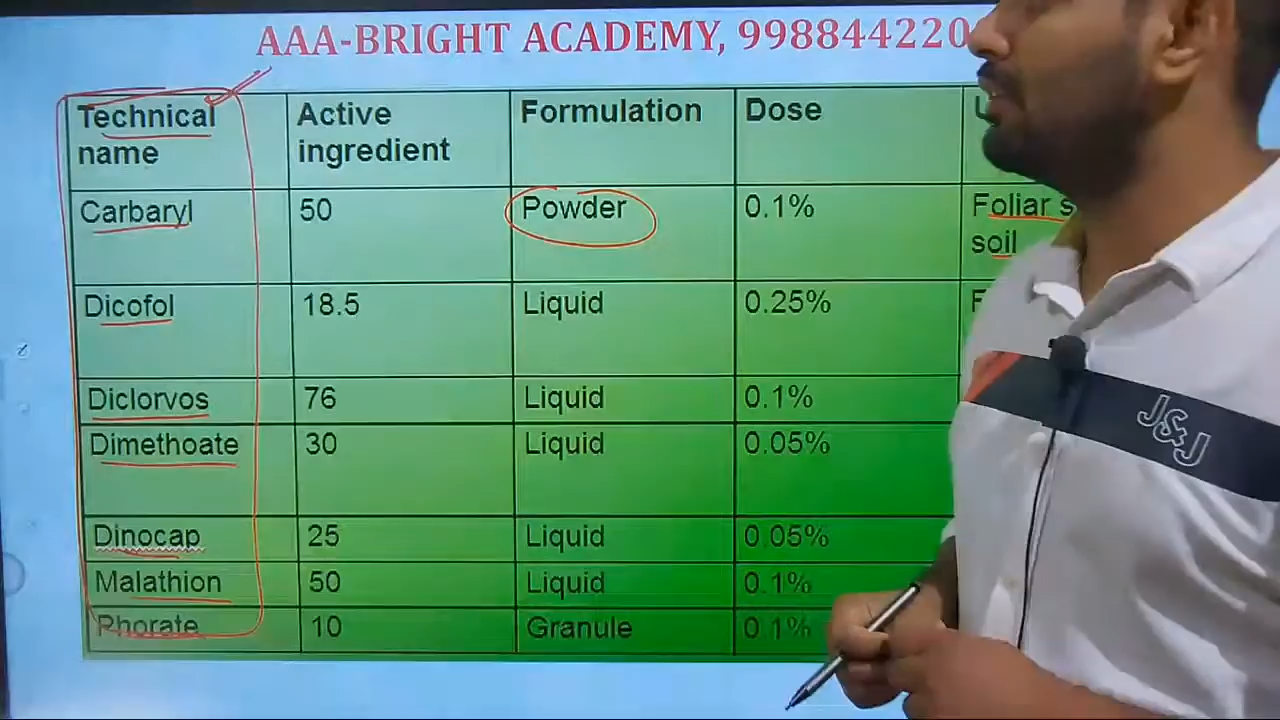 AAA-BRIGHT ACADEMY, 998844220
Technical name Active ingredient Formulation Dose
Carbaryl 50 Powder 0.1% Foliar soil
Dicofol 18.5 Liquid 0.25%
Diclorvos 76 Liquid 0.1%
Dimethoate 30 Liquid 0.05%
Dinocap 25 Liquid 0.05%
Malathion 50 Liquid 0.1%
Phorate 10 Granule 0.1%
J&J